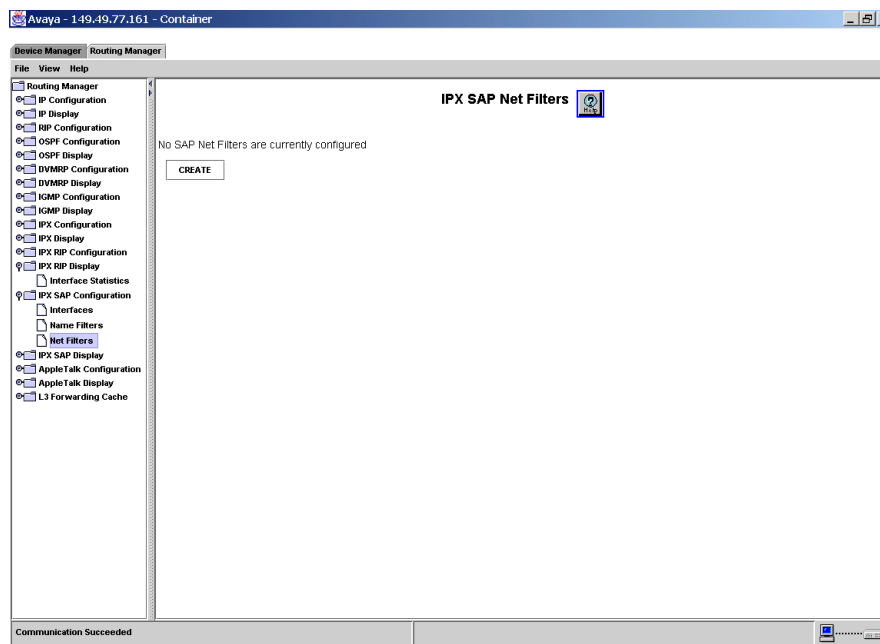 Avaya - 149.49.77.161 - Container
Device Manager Routing Manager
File View Help
Routing Manager
IP Configuration
IP Display
RIP Configuration
OSPF Configuration
OSPF Display
DVMRP Configuration
DVMRP Display
IGMP Configuration
IGMP Display
IPX Configuration
IPX Display
IPX RIP Configuration
IPX RIP Display
Interface Statistics
IPX SAP Configuration
Interfaces
Name Filters
Net Filters
IPX SAP Display
AppleTalk Configuration
AppleTalk Display
L3 Forwarding Cache
IPX SAP Net Filters
Help
No SAP Net Filters are currently configured
CREATE
Communication Succeeded